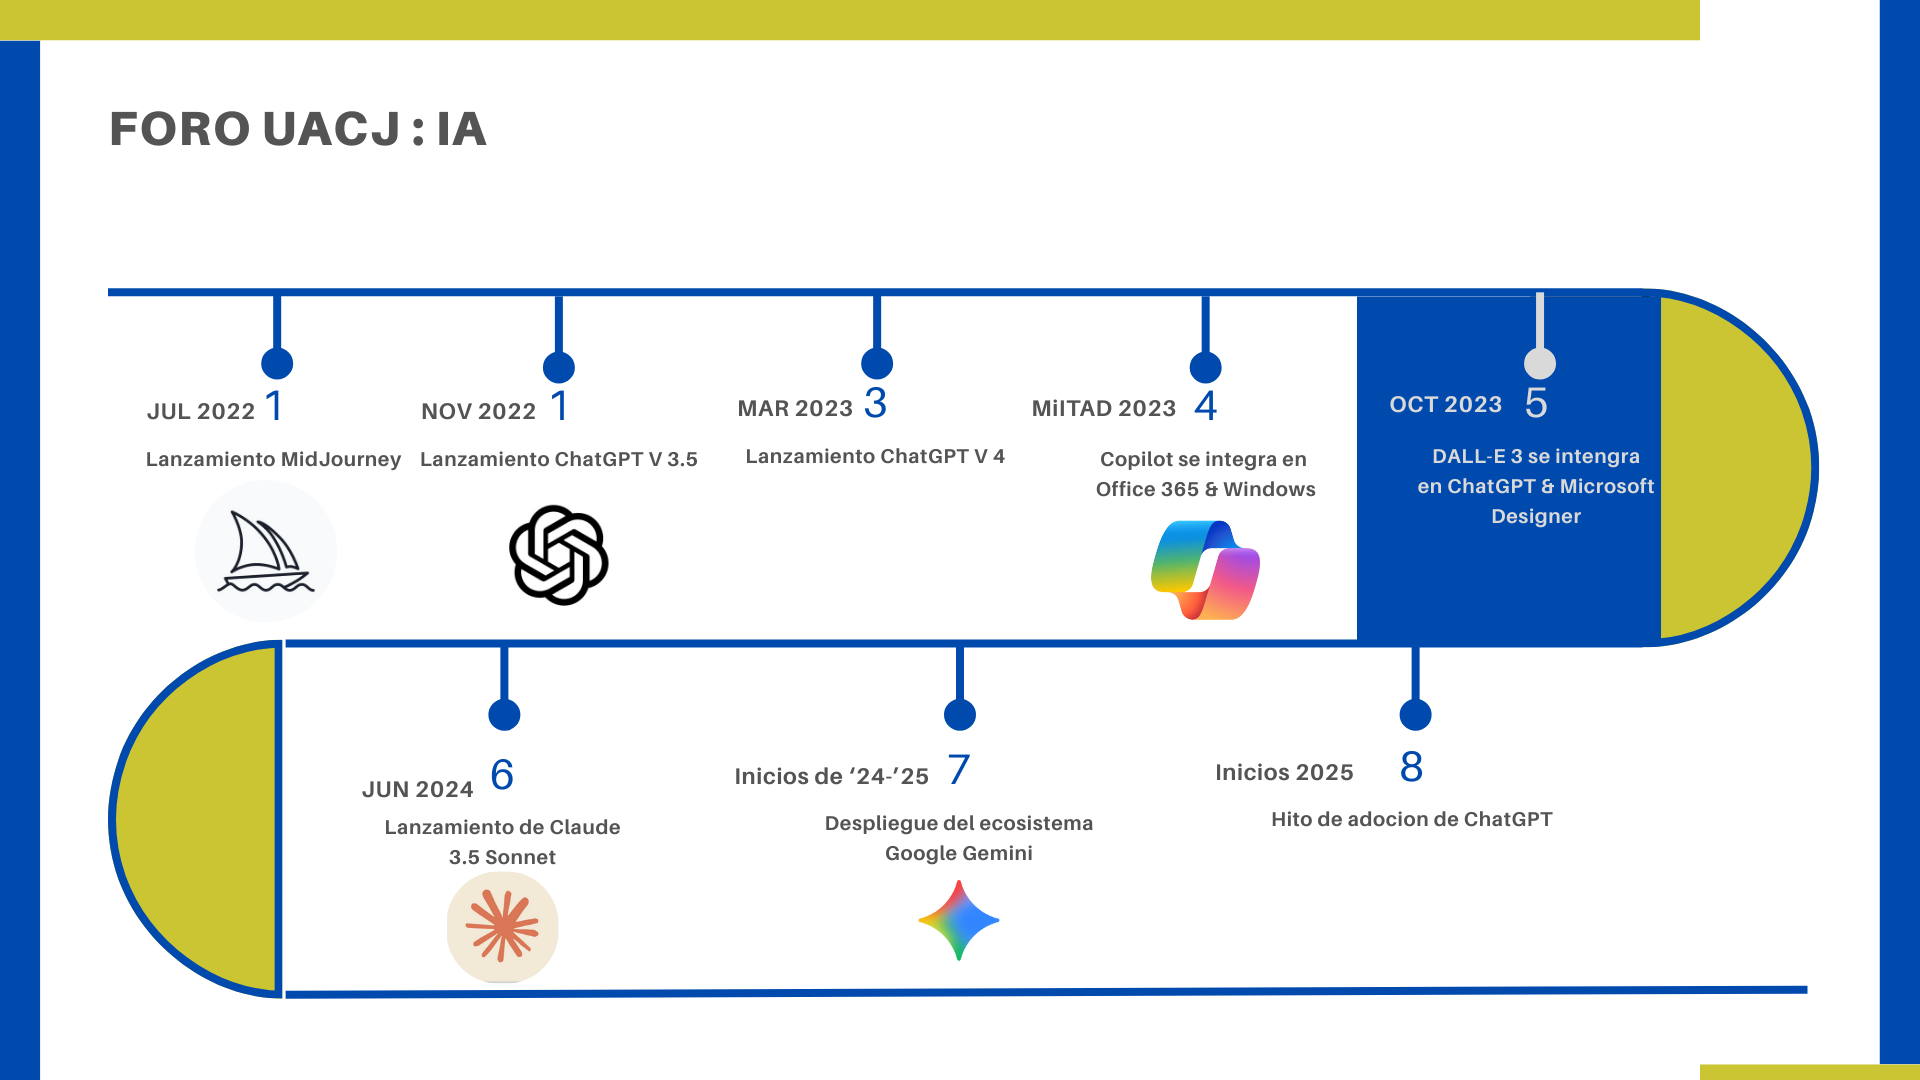 FORO UACJ : IA
JUL 2022 1
Lanzamiento MidJourney
NOV 2022 1
Lanzamiento ChatGPT V 3.5
MAR 2023 3
Lanzamiento ChatGPT V 4
MiITAD 2023 4
Copilot se integra en
Office 365 & Windows
OCT 2023 5
DALL-E 3 se intengra
en ChatGPT & Microsoft
Designer
JUN 2024 6
Lanzamiento de Claude
3.5 Sonnet
Inicios de ‘24-’25 7
Despliegue del ecosistema
Google Gemini
Inicios 2025 8
Hito de adocion de ChatGPT